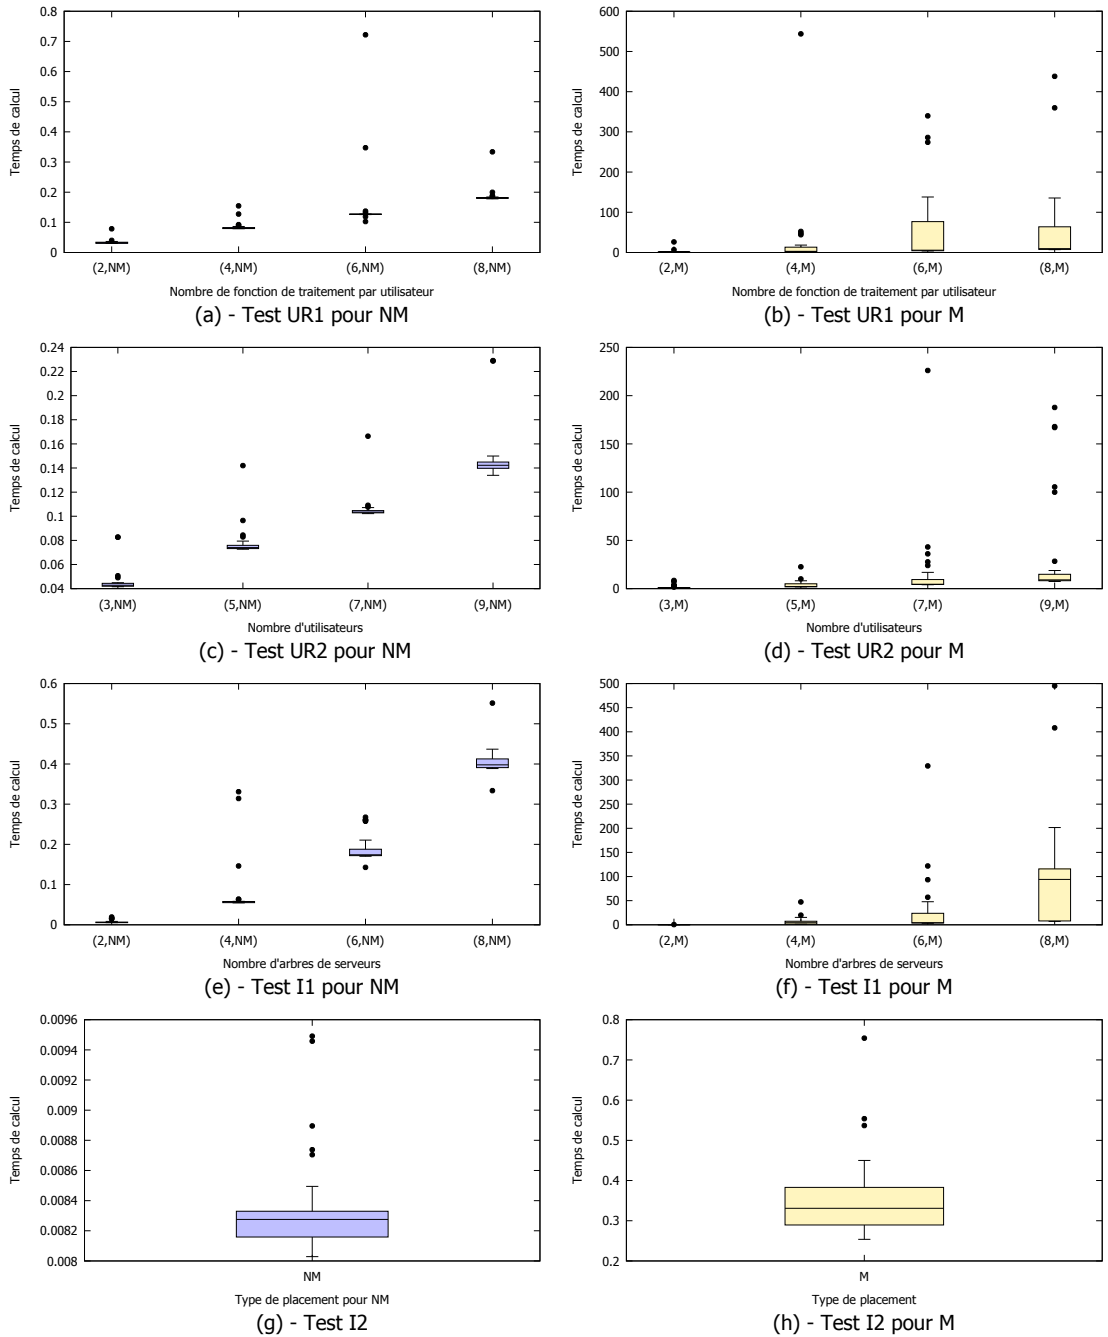 0.8
0.7
0.6
0.5
0.4
0.3
0.2
0.1
0
Temps de calcul
(2,NM) (4,NM) (6,NM) (8,NM)
Nombre de fonction de traitement par utilisateur
(a) - Test UR1 pour NM
600
500
400
300
200
100
0
Temps de calcul
(2,M) (4,M) (6,M) (8,M)
Nombre de fonction de traitement par utilisateur
(b) - Test UR1 pour M
0.24
0.22
0.2
0.18
0.16
0.14
0.12
0.1
0.08
0.06
0.04
Temps de calcul
(3,NM) (5,NM) (7,NM) (9,NM)
Nombre d'utilisateurs
(c) - Test UR2 pour NM
250
200
150
100
50
0
Temps de calcul
(3,M) (5,M) (7,M) (9,M)
Nombre d'utilisateurs
(d) - Test UR2 pour M
0.6
0.5
0.4
0.3
0.2
0.1
0
Temps de calcul
(2,NM) (4,NM) (6,NM) (8,NM)
Nombre d'arbres de serveurs
(e) - Test I1 pour NM
500
450
400
350
300
250
200
150
100
50
0
Temps de calcul
(2,M) (4,M) (6,M) (8,M)
Nombre d'arbres de serveurs
(f) - Test I1 pour M
0.0096
0.0094
0.0092
0.009
0.0088
0.0086
0.0084
0.0082
0.008
Temps de calcul
NM
Type de placement pour NM
(g) - Test I2
0.8
0.7
0.6
0.5
0.4
0.3
0.2
Temps de calcul
M
Type de placement
(h) - Test I2 pour M